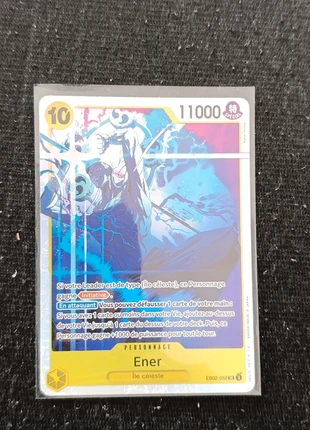 10
11000
Si votre Leader est de type {Île céleste}, ce Personnage
gagne Initiative.
En attaquant Vous pouvez défausser 1 carte de votre main :
Si vous avez 1 carte ou moins dans votre Vie, ajoutez au-dessus
de votre Vie jusqu'à 1 carte du dessus de votre deck. Puis, ce
Personnage gagne +1000 de puissance pour tout le tour.
PERSONNAGE
Ener
Île céleste